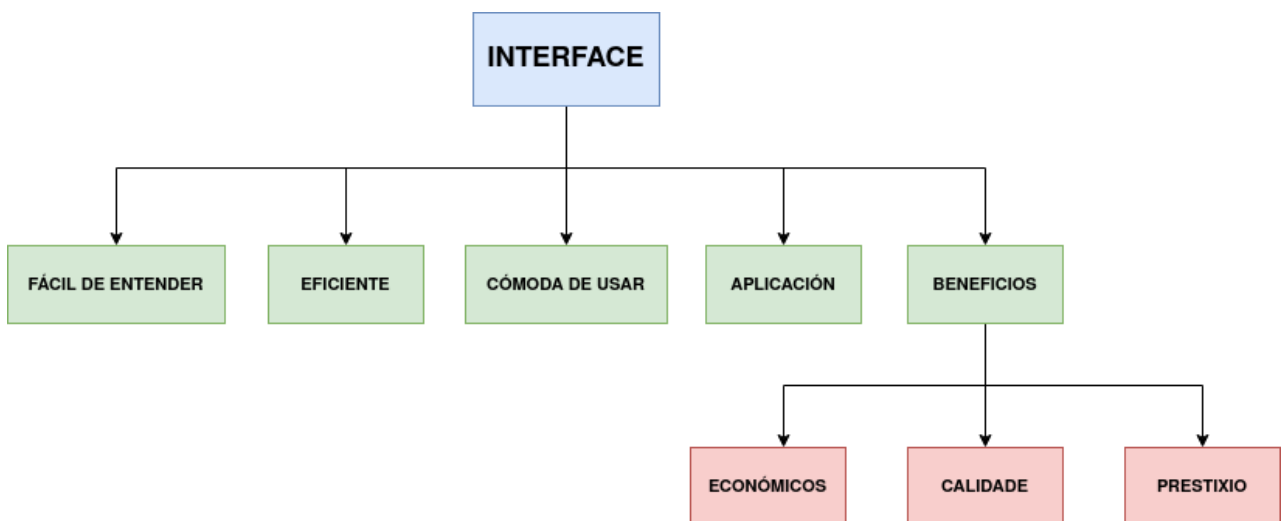 INTERFACE
FÁCIL DE ENTENDER
EFICIENTE
CÓMODA DE USAR
APLICACIÓN
BENEFICIOS
ECONÓMICOS
CALIDADE
PRESTIXIO